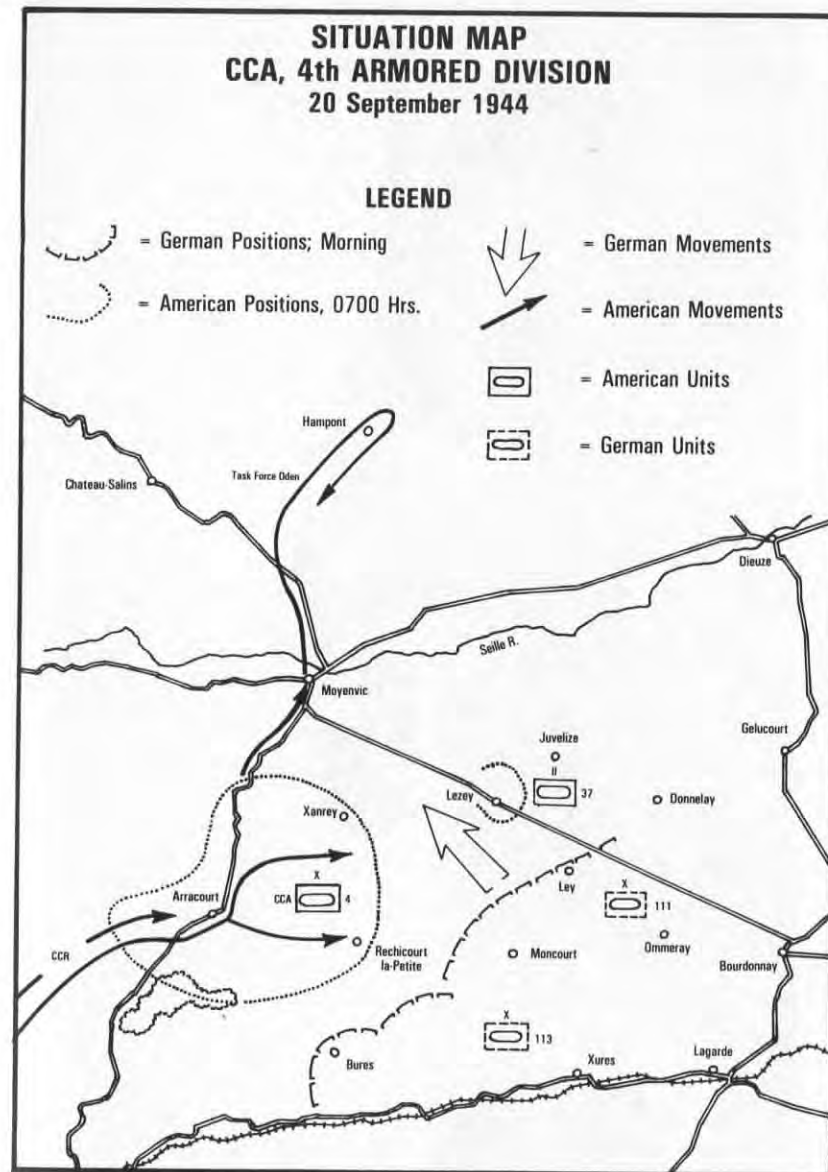 SITUATION MAP
CCA, 4th ARMORED DIVISION
20 September 1944
LEGEND
= German Positions; Morning
= American Positions, 0700 Hrs.
= German Movements
= American Movements
= American Units
= German Units
Hampont
Task Force Oden
Chateau-Salins
Dieuze
Seille R.
Moyenvic
Juvelize
II
37
Gelucourt
Lezey
Donnelay
Xanrey
X
CCA
4
Arracourt
Ley
X
111
CCR
Rechicourt
la-Petite
Moncourt
Ommeray
Bourdonnay
X
113
Bures
Xures
Lagarde